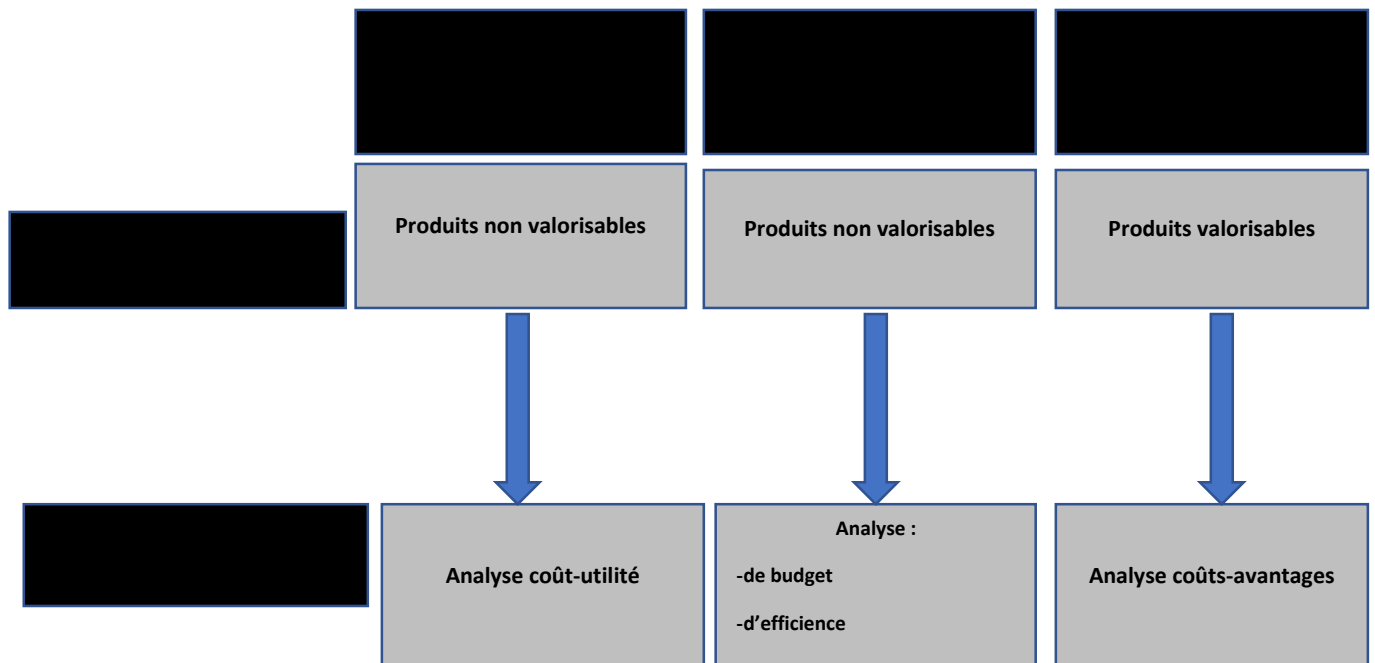 Produits non valorisables
Produits non valorisables
Produits valorisables
Analyse coût-utilité
Analyse :
-de budget
-d’efficience
Analyse coûts-avantages